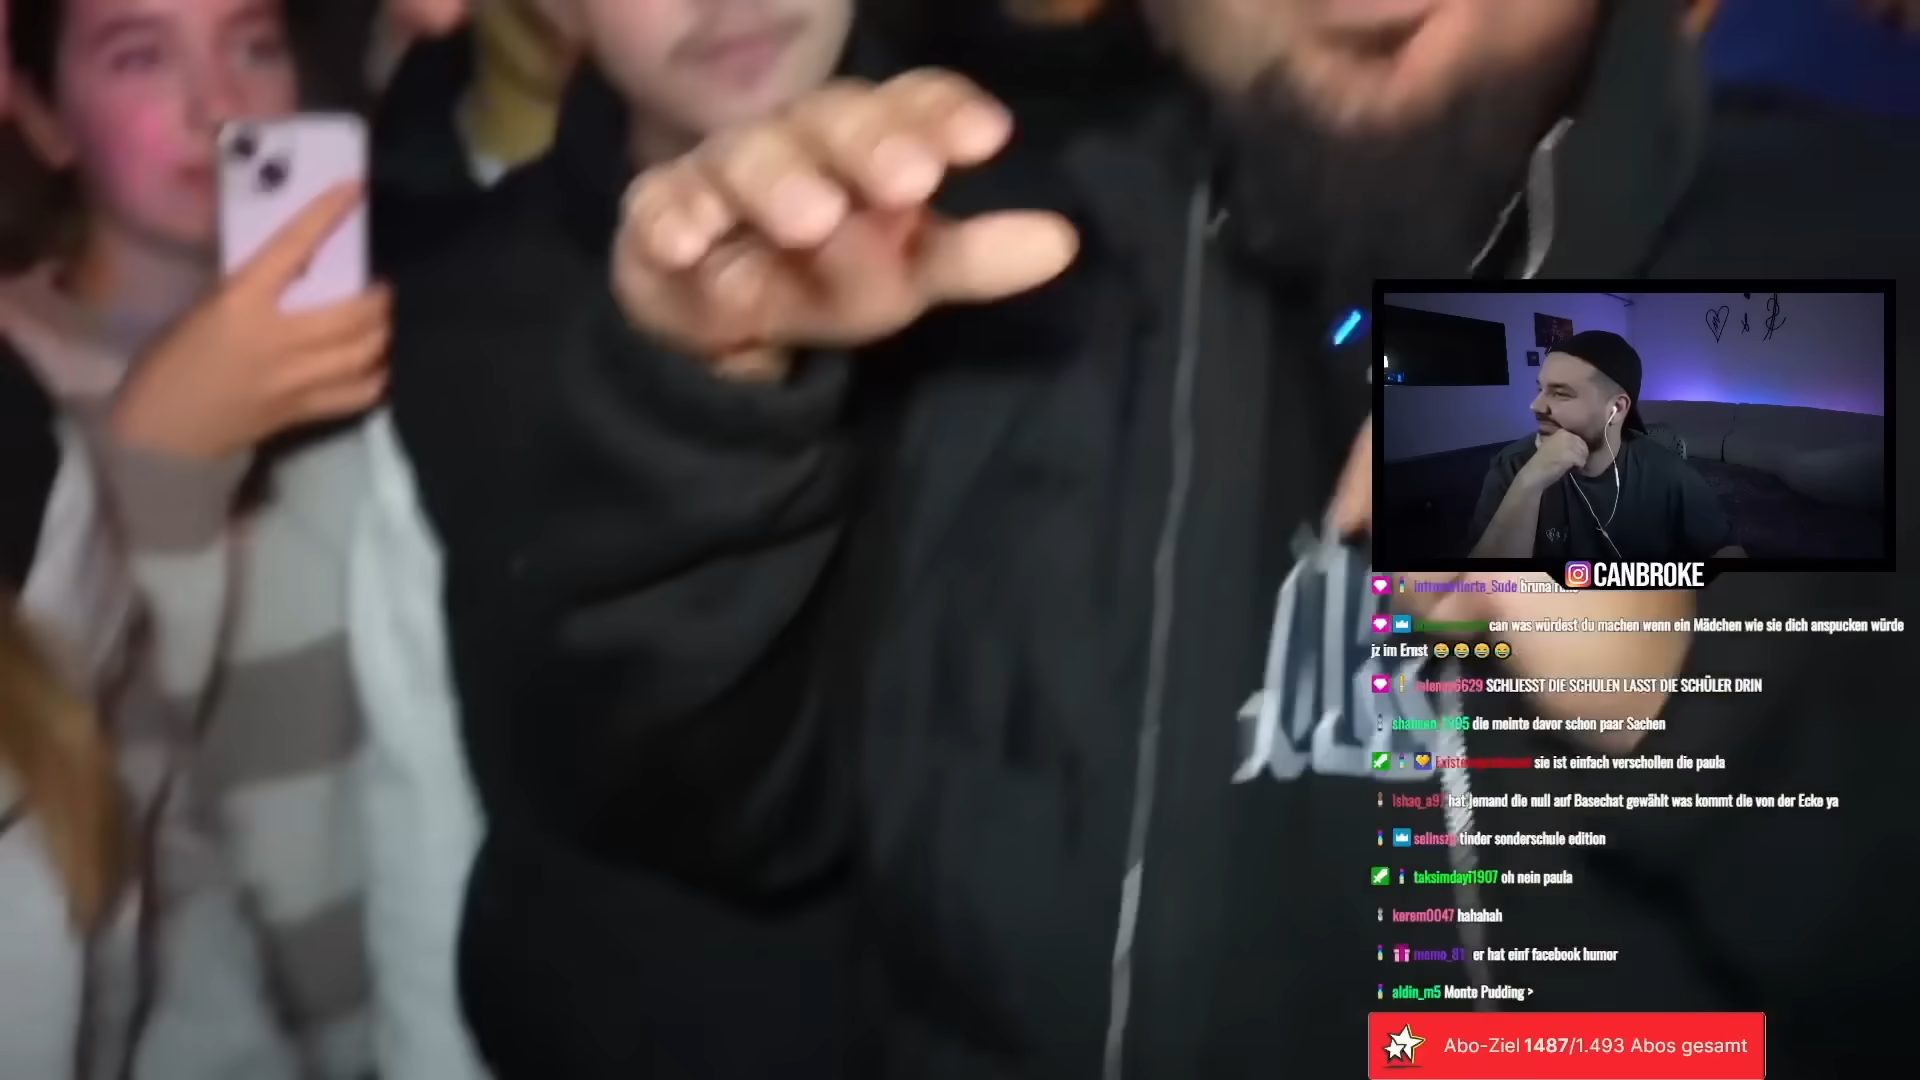 CANBROKE
can was würdest du machen wenn ein Mädchen wie sie dich anspucken würde
jz im Ernst 😂😂😂😂
SCHLIESST DIE SCHULEN LASST DIE SCHÜLER DRIN
die meinte davor schon paar Sachen
sie ist einfach verschollen die paula
hat jemand die null auf Basechat gewählt was kommt die von der Ecke ya
tinder sonderschule edition
taksimdayi1907 oh nein paula
kerem0047 hahahah
memo_81 er hat einf facebook humor
aldin_m5 Monte Pudding >
Abo-Ziel 1487/1.493 Abos gesamt